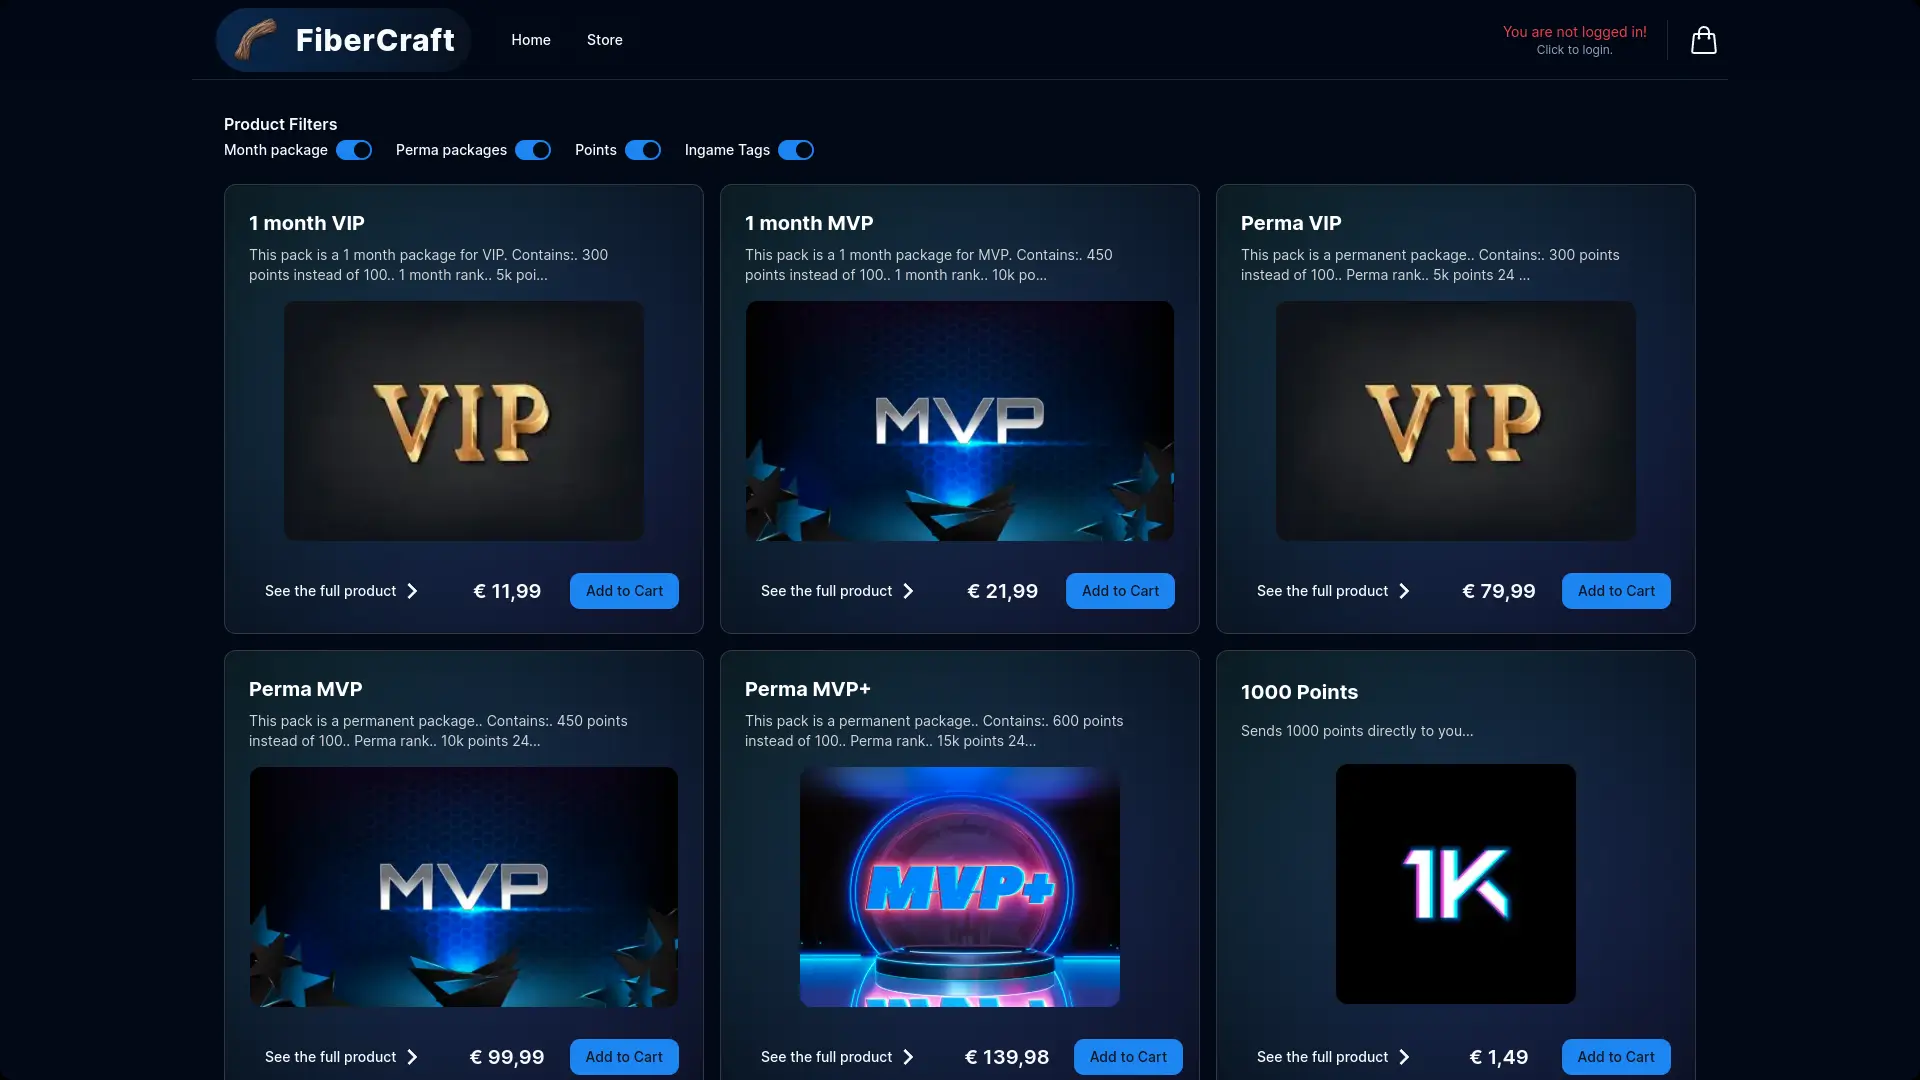 FiberCraft
Home
Store
You are not logged in!
Click to login.
Product Filters
Month package
Perma packages
Points
Ingame Tags
1 month VIP
This pack is a 1 month package for VIP. Contains:. 300
points instead of 100.. 1 month rank.. 5k poi...
VIP
See the full product
€ 11,99
Add to Cart
1 month MVP
This pack is a 1 month package for MVP. Contains:. 450
points instead of 100.. 1 month rank.. 10k po...
MVP
See the full product
€ 21,99
Add to Cart
Perma VIP
This pack is a permanent package.. Contains:. 300 points
instead of 100.. Perma rank.. 5k points 24 ...
VIP
See the full product
€ 79,99
Add to Cart
Perma MVP
This pack is a permanent package.. Contains:. 450 points
instead of 100.. Perma rank.. 10k points 24...
MVP
See the full product
€ 99,99
Add to Cart
Perma MVP+
This pack is a permanent package.. Contains:. 600 points
instead of 100.. Perma rank.. 15k points 24...
MVP+
See the full product
€ 139,98
Add to Cart
1000 Points
Sends 1000 points directly to you...
1K
See the full product
€ 1,49
Add to Cart